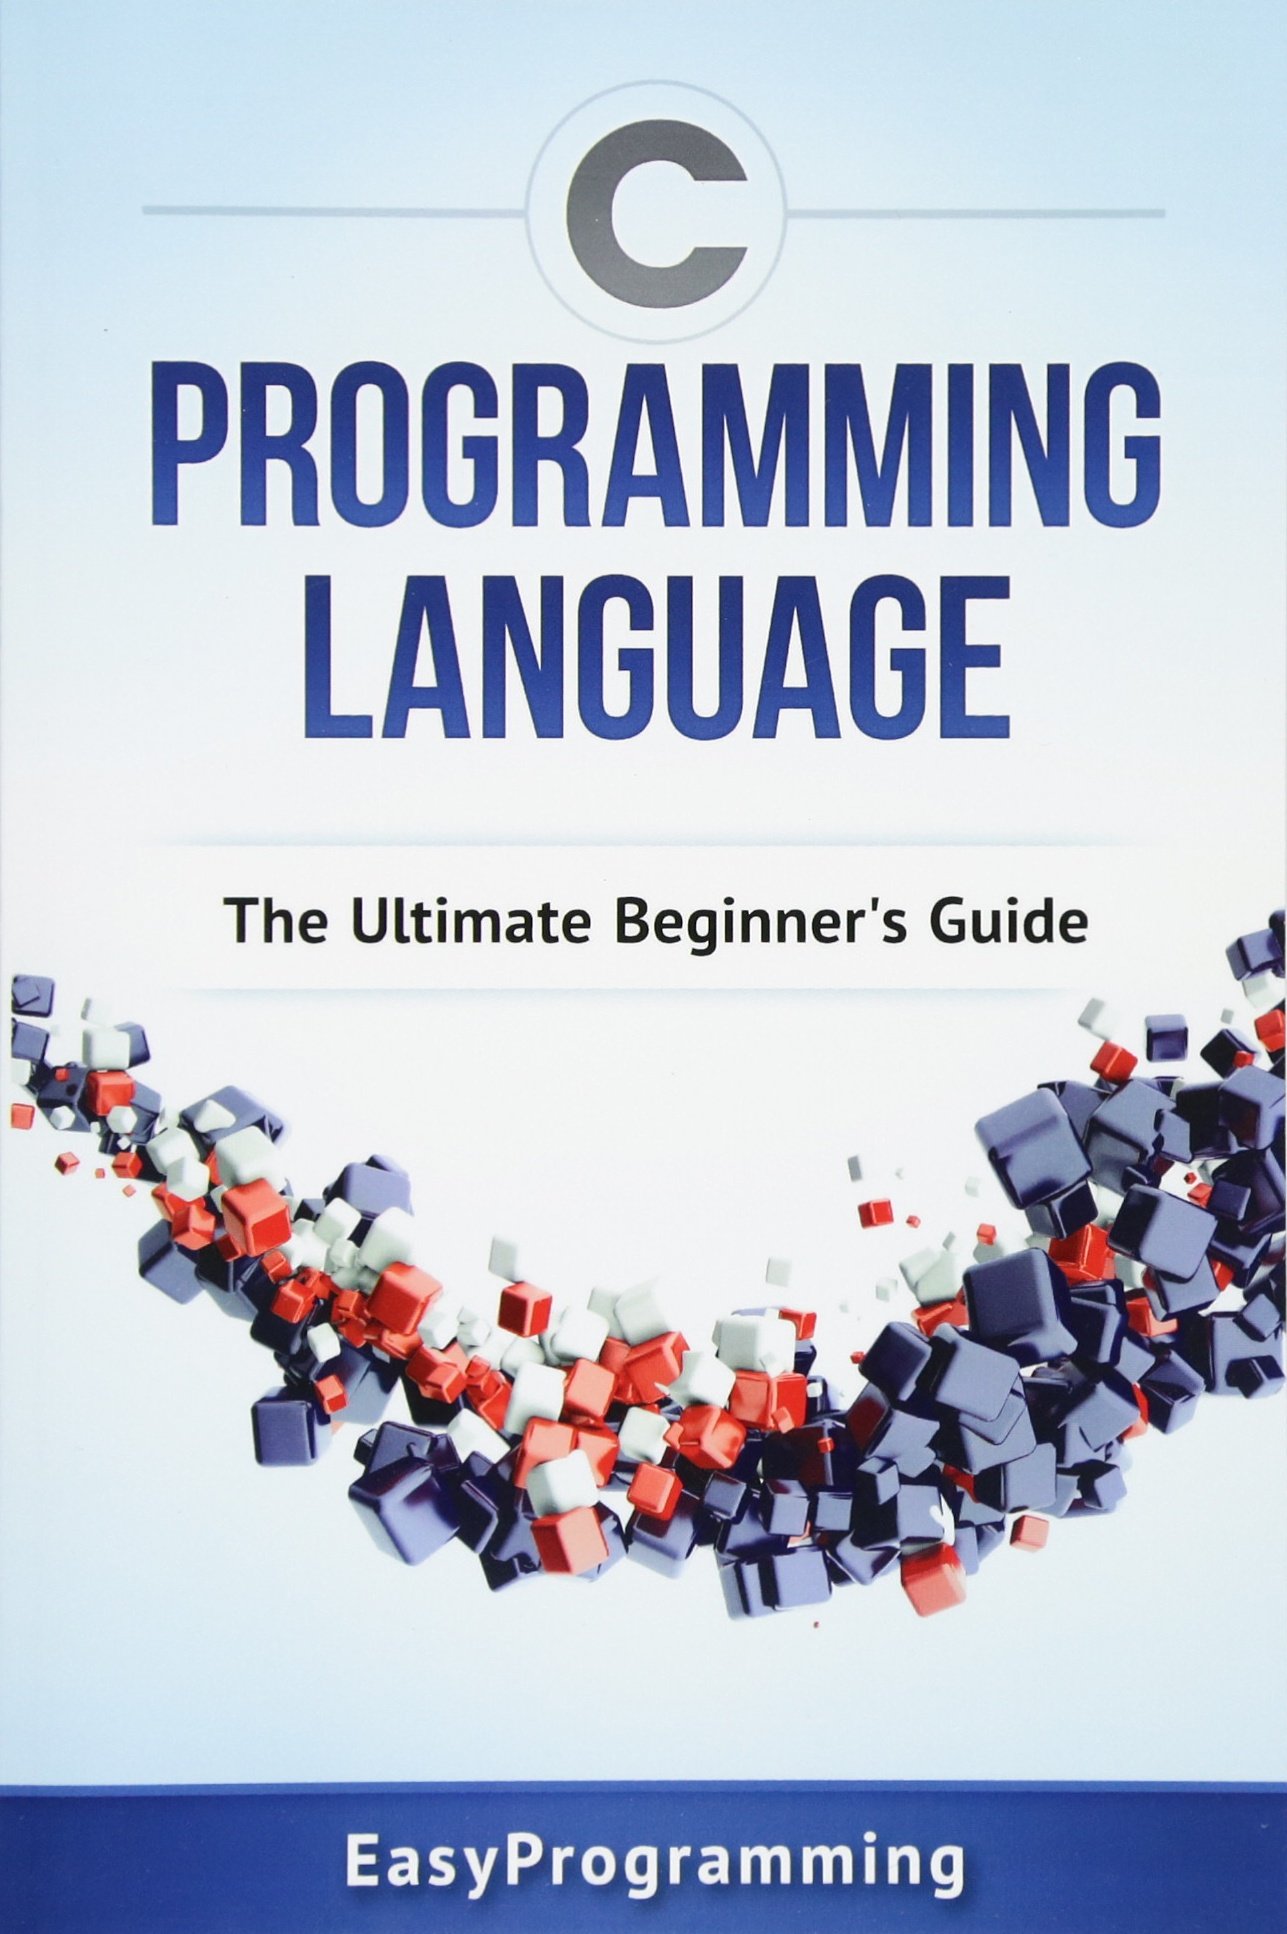 C
PROGRAMMING
LANGUAGE
The Ultimate Beginner's Guide
EasyProgramming